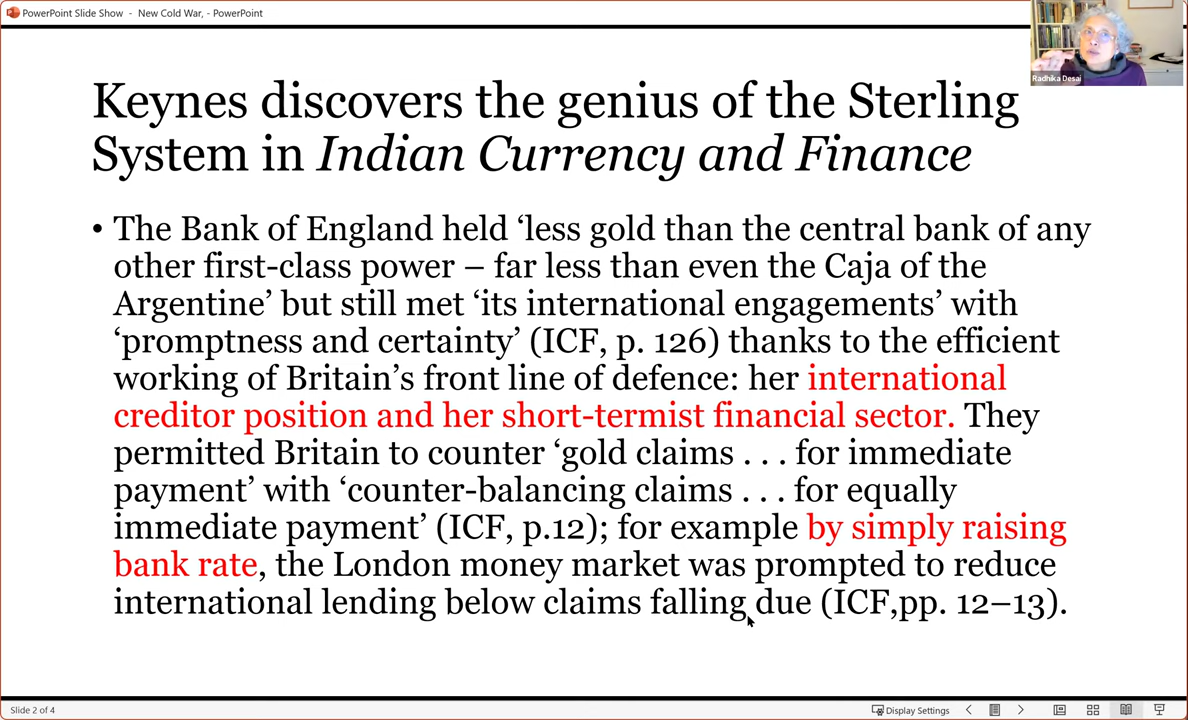 PowerPoint Slide Show - New Cold War, - PowerPoint
Radhika Desai
Keynes discovers the genius of the Sterling
System in Indian Currency and Finance
• The Bank of England held ‘less gold than the central bank of any
other first-class power – far less than even the Caja of the
Argentine’ but still met ‘its international engagements’ with
‘promptness and certainty’ (ICF, p. 126) thanks to the efficient
working of Britain’s front line of defence: her international
creditor position and her short-termist financial sector. They
permitted Britain to counter ‘gold claims . . . for immediate
payment’ with ‘counter-balancing claims . . . for equally
immediate payment’ (ICF, p.12); for example by simply raising
bank rate, the London money market was prompted to reduce
international lending below claims falling due (ICF,pp. 12–13).
Slide 2 of 4
Display Settings